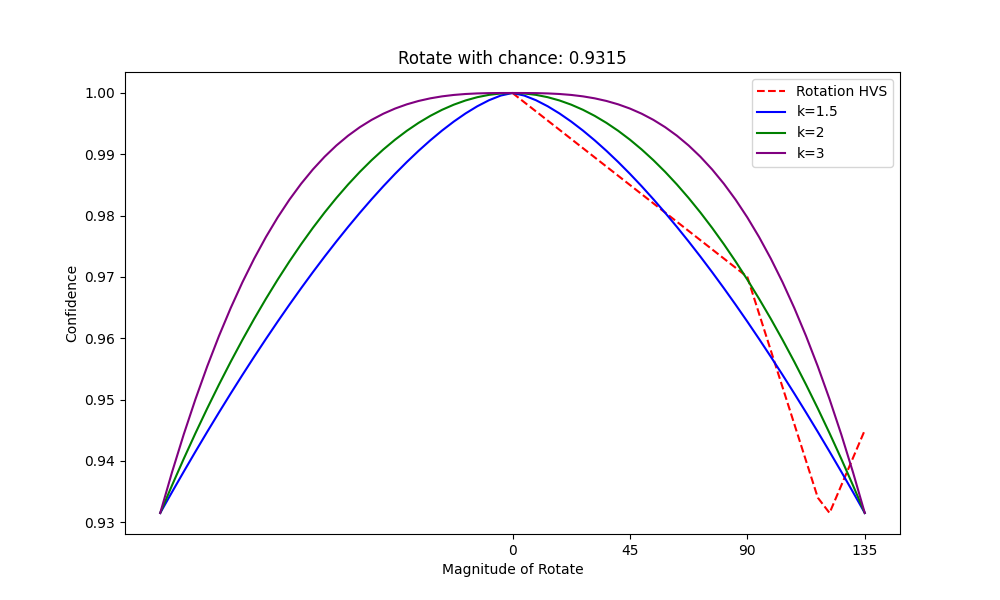 Rotate with chance: 0.9315
Rotation HVS
k=1.5
k=2
k=3
1.00
0.99
0.98
0.97
0.96
0.95
0.94
0.93
Confidence
0
45
90
135
Magnitude of Rotate